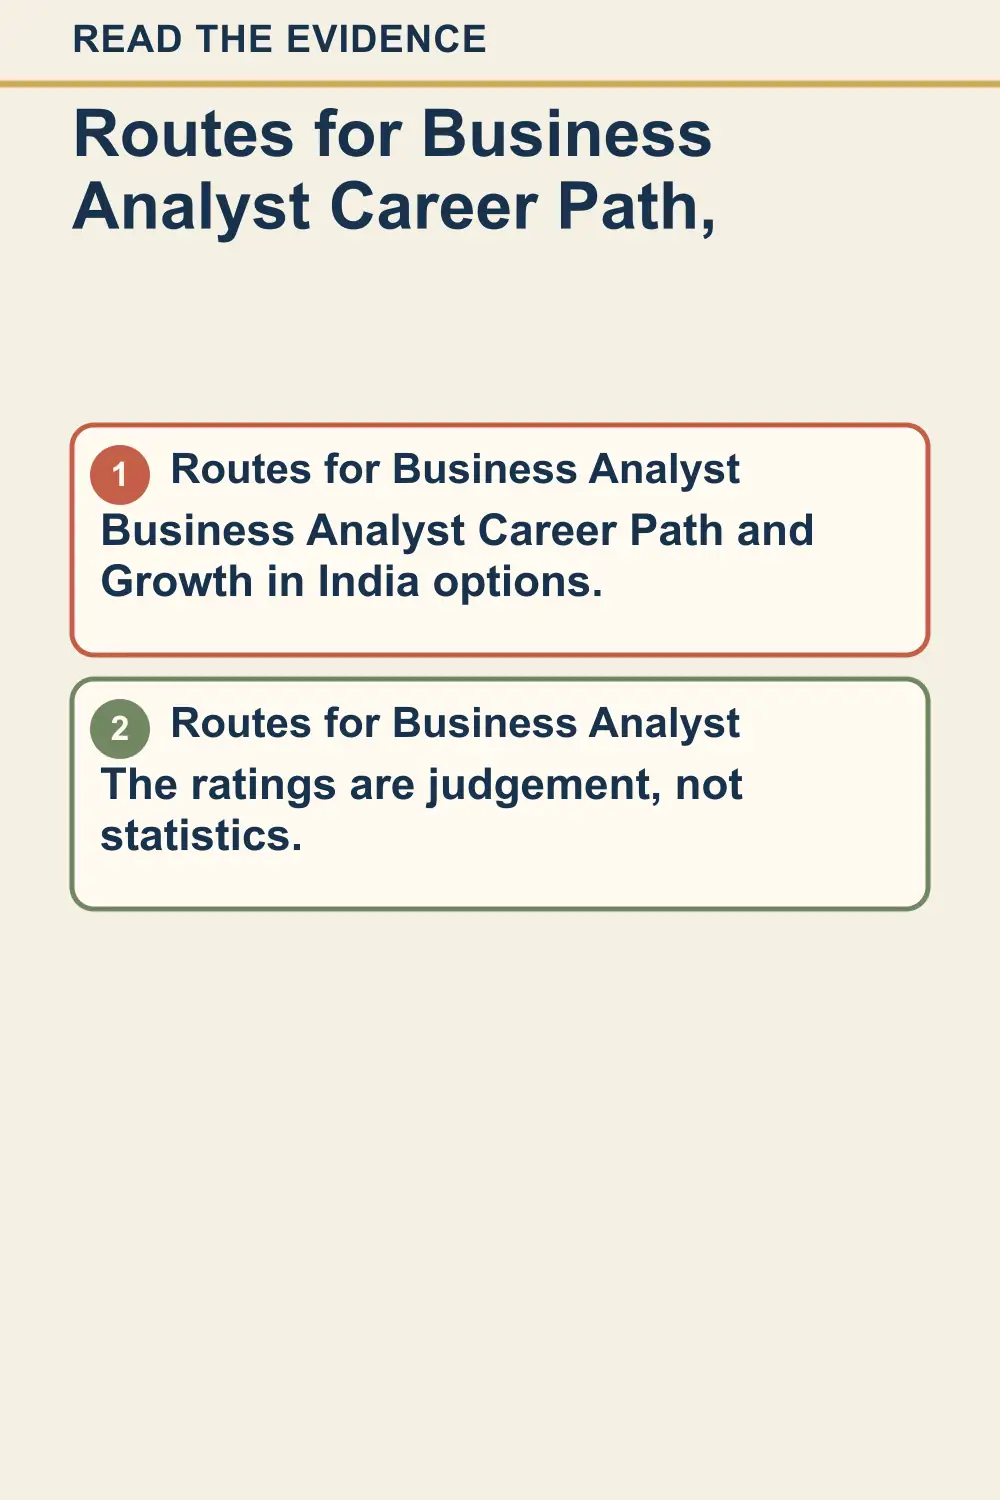 READ THE EVIDENCE
Routes for Business
Analyst Career Path,
1 Routes for Business Analyst
Business Analyst Career Path and
Growth in India options.
2 Routes for Business Analyst
The ratings are judgement, not
statistics.